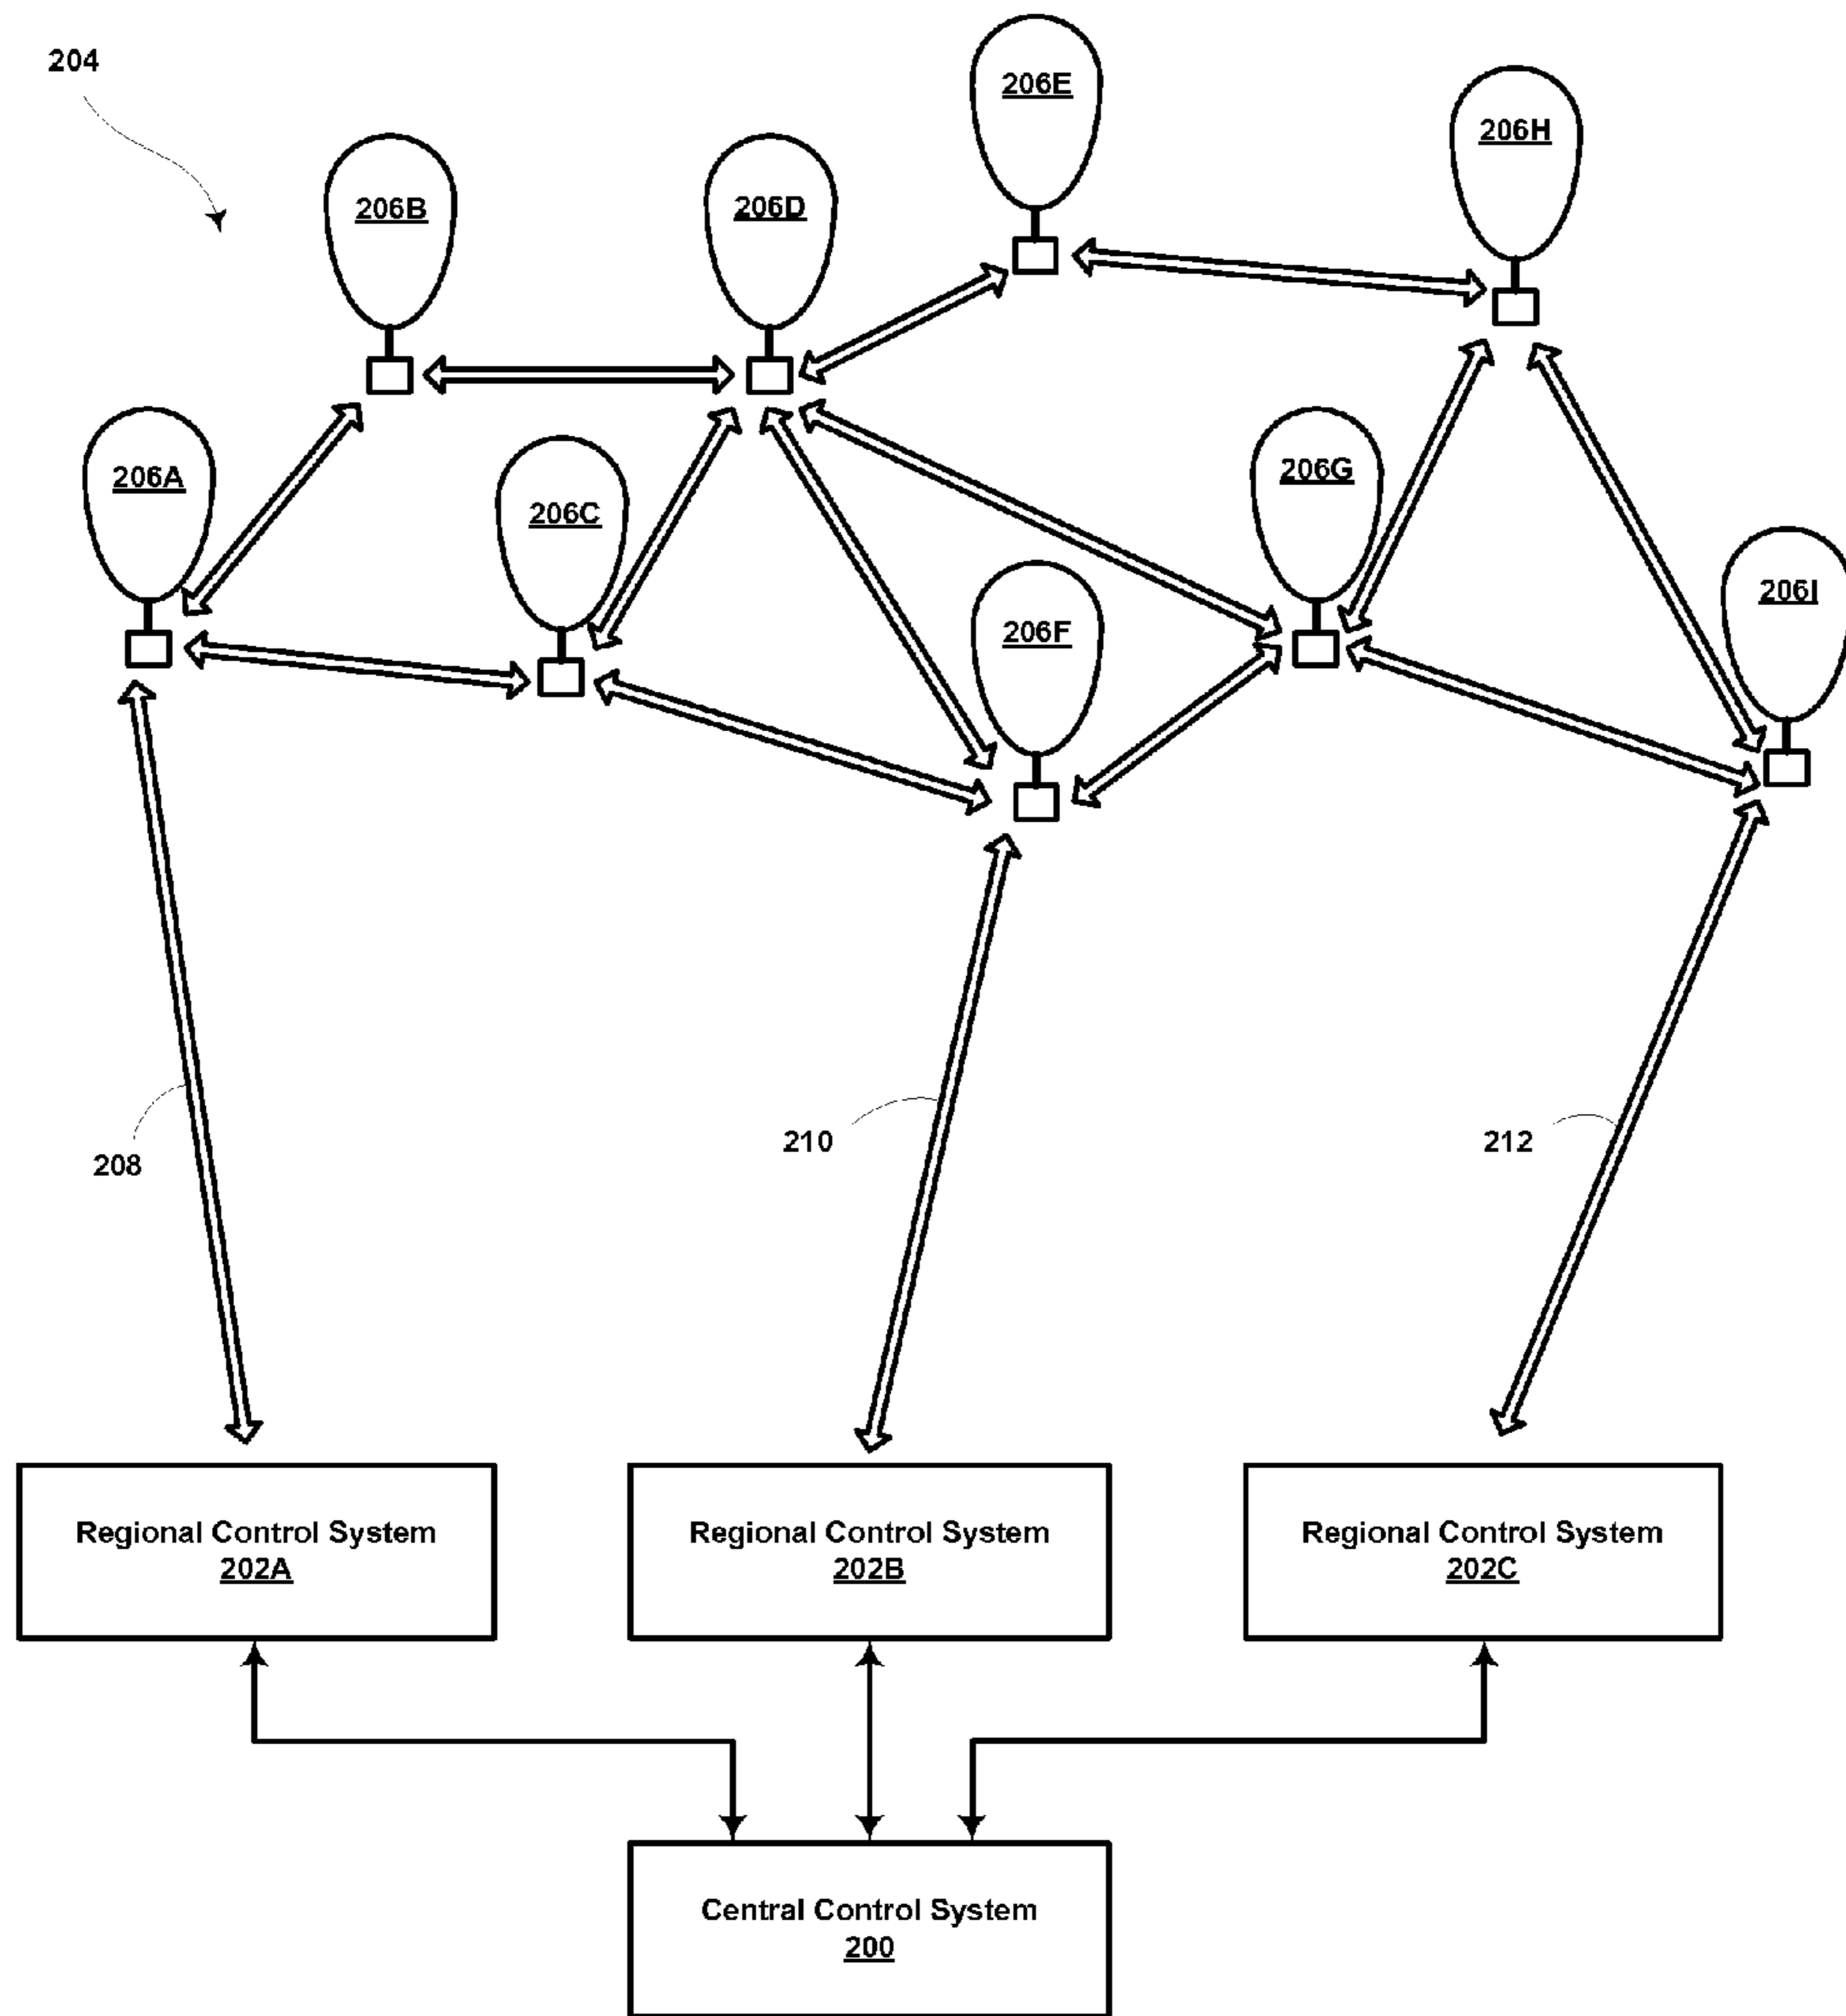 204
206E
206H
206B
206D
206A
206G
206C
206I
206F
208
210
212
Regional Control System
202A
Regional Control System
202B
Regional Control System
202C
Central Control System
200